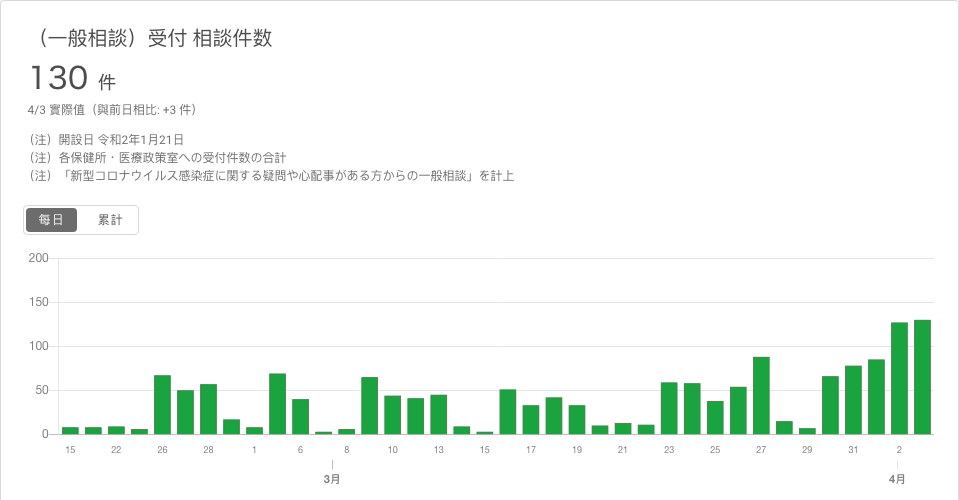 （一般相談）受付 相談件数
130 件
4/3 實際值（與前日相比: +3 件）
（注）開設日 令和2年1月21日
（注）各保健所・医療政策室への受付件数の合計
（注）「新型コロナウイルス感染症に関する疑問や心配事がある方からの一般相談」を計上
每日 累計
200
150
100
50
0
15 22 26 28 1 6 8 10 13 15 17 19 21 23 25 27 29 31 2
3月 4月